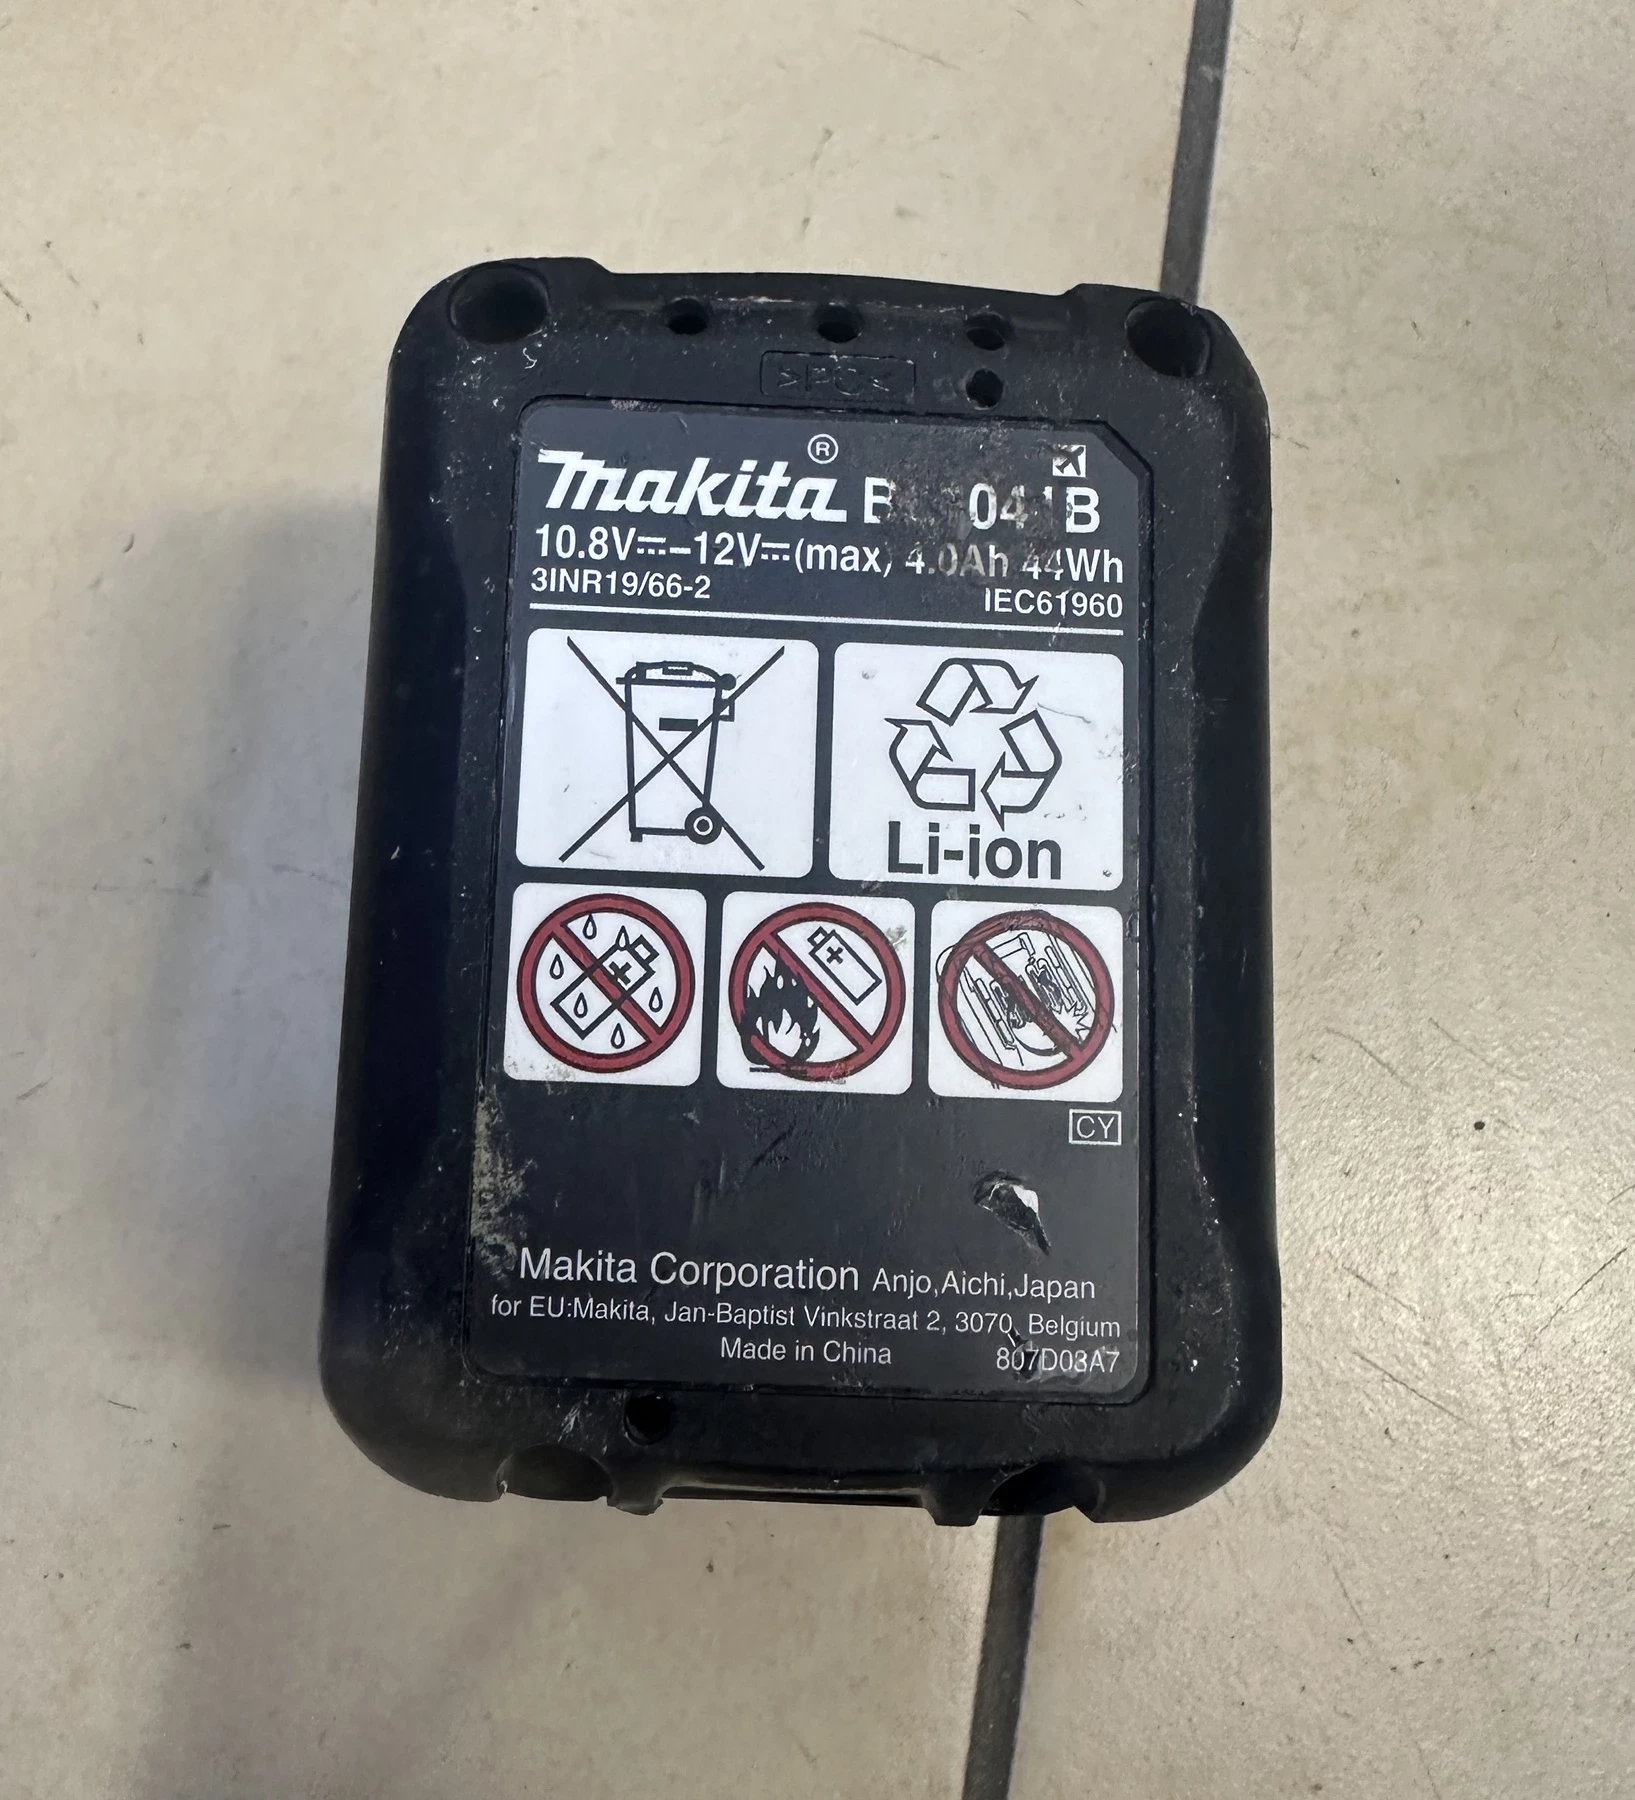 >PC<
makita®
10.8V⎓–12V⎓(max) 4.0Ah 44Wh
3INR19/66-2 IEC61960
Li-ion
CY
Makita Corporation Anjo,Aichi,Japan
for EU:Makita, Jan-Baptist Vinkstraat 2, 3070, Belgium
Made in China 807D03A7